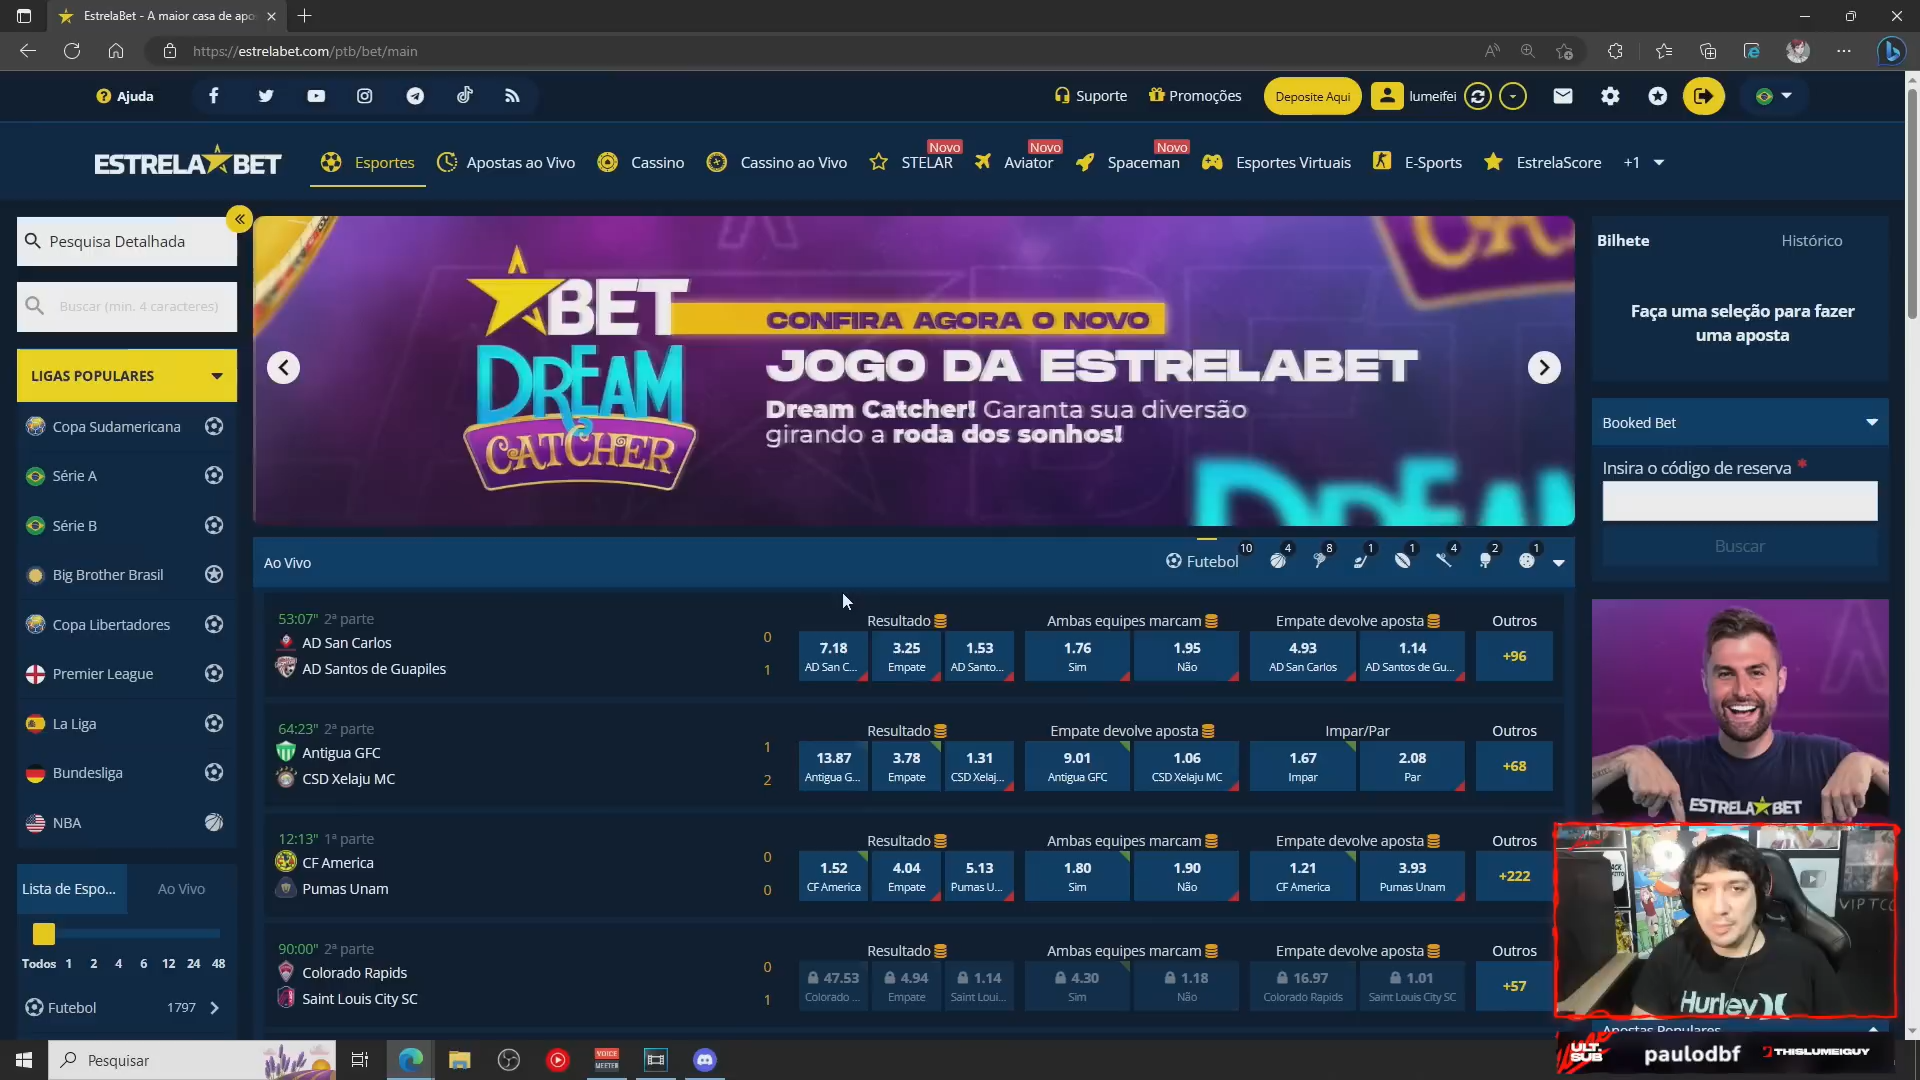 EstrelaBet - A maior casa de apo
https://estrelabet.com/ptb/bet/main
Ajuda
Suporte
Promoções
Deposite Aqui
lumeifei
ESTRELABET
Esportes
Apostas ao Vivo
Cassino
Cassino ao Vivo
STELAR
Novo
Aviator
Novo
Spaceman
Novo
Esportes Virtuais
E-Sports
EstrelaScore
+1
Pesquisa Detalhada
Buscar (min. 4 caracteres)
LIGAS POPULARES
Copa Sudamericana
Série A
Série B
Big Brother Brasil
Copa Libertadores
Premier League
La Liga
Bundesliga
NBA
Lista de Espo...
Ao Vivo
Todos 1 2 4 6 12 24 48
Futebol 1797
BET
DREAM
CATCHER
CONFIRA AGORA O NOVO
JOGO DA ESTRELABET
Dream Catcher! Garanta sua diversão
girando a roda dos sonhos!
Ao Vivo
Futebol 10 4 8 1 1 4 2 1
53:07" 2ª parte
AD San Carlos 0
AD Santos de Guapiles 1
Resultado
Ambas equipes marcam
Empate devolve aposta
Outros
7.18 3.25 1.53 1.76 1.95 4.93 1.14 +96
AD San C... Empate AD Santo... Sim Não AD San Carlos AD Santos de Gu...
64:23" 2ª parte
Antigua GFC 1
CSD Xelaju MC 2
Resultado
Empate devolve aposta
Impar/Par
Outros
13.87 3.78 1.31 9.01 1.06 1.67 2.08 +68
Antigua G... Empate CSD Xelaj... Antigua GFC CSD Xelaju MC Impar Par
12:13" 1ª parte
CF America 0
Pumas Unam 0
Resultado
Ambas equipes marcam
Empate devolve aposta
Outros
1.52 4.04 5.13 1.80 1.90 1.21 3.93 +222
CF America Empate Pumas U... Sim Não CF America Pumas Unam
90:00" 2ª parte
Colorado Rapids 0
Saint Louis City SC 1
Resultado
Ambas equipes marcam
Empate devolve aposta
Outros
47.53 4.94 1.14 4.30 1.18 16.97 1.01 +57
Colorado ... Empate Saint Loui... Sim Não Colorado Rapids Saint Louis City SC
Bilhete
Histórico
Faça uma seleção para fazer
uma aposta
Booked Bet
Insira o código de reserva *
Buscar
ESTRELABET
VIP TCC
Hurley
Apostas Populares
ULT.
SUB
paulodbf
THISLUMEIGUY
Pesquisar
VOICE
MEETER